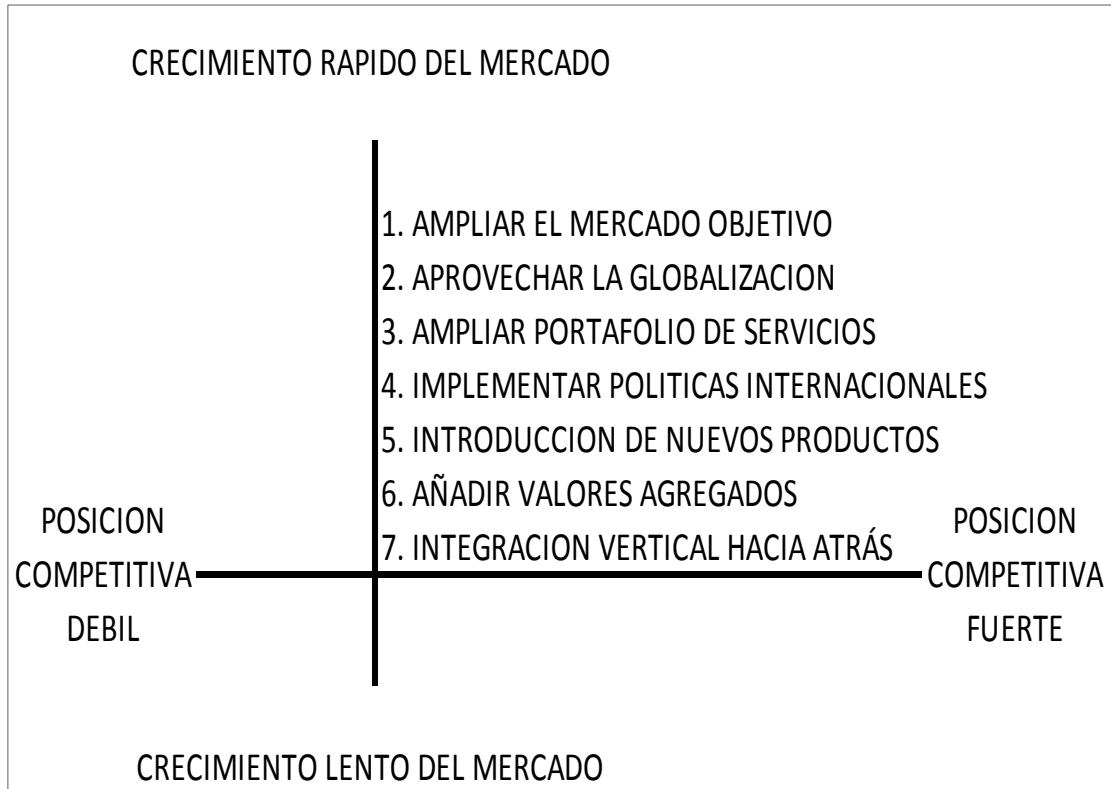 CRECIMIENTO RAPIDO DEL MERCADO
1. AMPLIAR EL MERCADO OBJETIVO
2. APROVECHAR LA GLOBALIZACION
3. AMPLIAR PORTAFOLIO DE SERVICIOS
4. IMPLEMENTAR POLITICAS INTERNACIONALES
5. INTRODUCCION DE NUEVOS PRODUCTOS
6. AÑADIR VALORES AGREGADOS
7. INTEGRACION VERTICAL HACIA ATRÁS
POSICION
COMPETITIVA
DEBIL
POSICION
COMPETITIVA
FUERTE
CRECIMIENTO LENTO DEL MERCADO